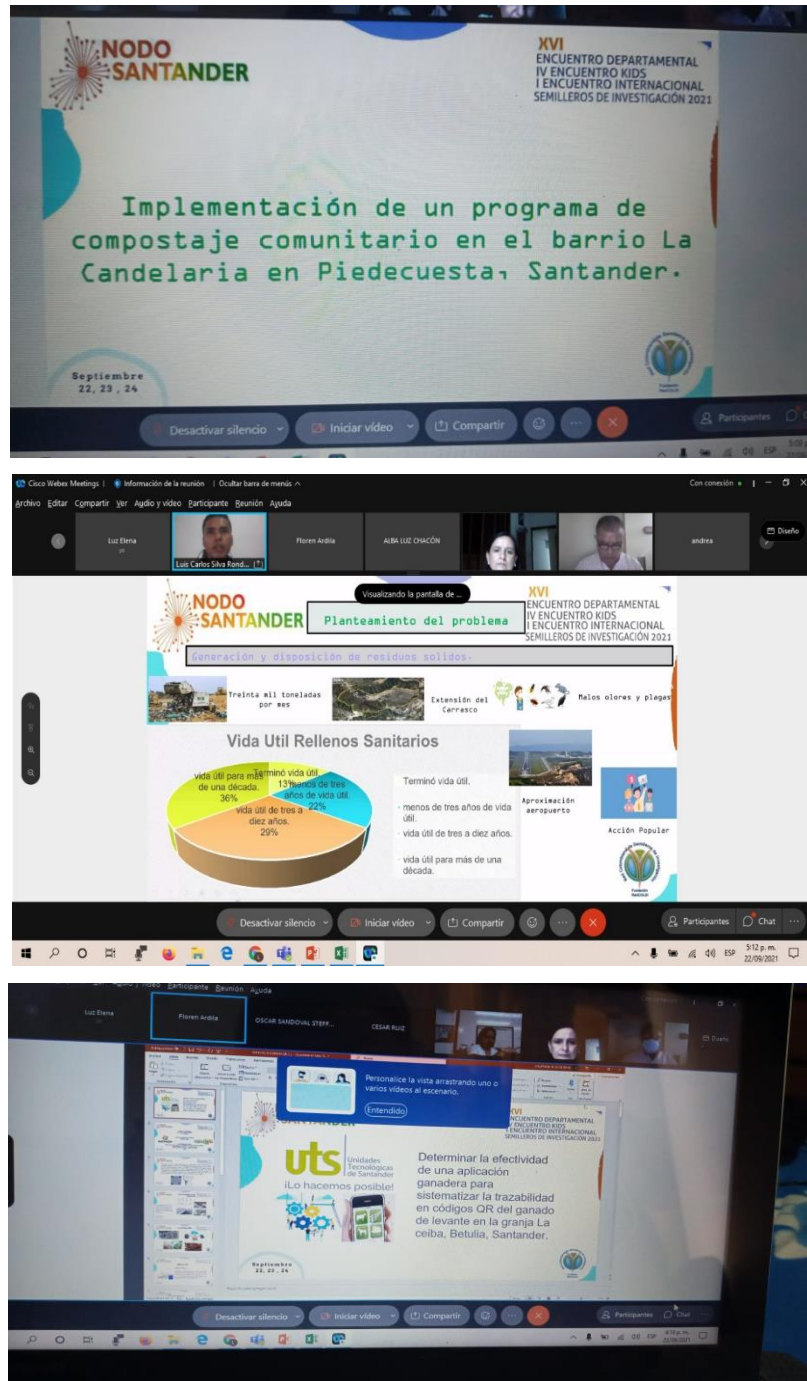 NODO
SANTANDER
XVI
ENCUENTRO DEPARTAMENTAL
IV ENCUENTRO KIDS
I ENCUENTRO INTERNACIONAL
SEMILLEROS DE INVESTIGACIÓN 2021
Implementación de un programa de
compostaje comunitario en el barrio La
Candelaria en Piedecuesta, Santander.
Septiembre
22, 23 , 24
Desactivar silencio
Iniciar vídeo
Compartir
Participantes
ESP
Cisco Webex Meetings
Información de la reunión
Ocultar barra de menús
Con conexión
Archivo Editar Compartir Ver Audio y vídeo Participante Reunión Ayuda
Luz Elena
yo
Luis Carlos Silva Rond...
Floren Ardila
ALBA LUZ CHACÓN
andrea
Diseño
Visualizando la pantalla de ...
NODO
SANTANDER
Planteamiento del problema
XVI
ENCUENTRO DEPARTAMENTAL
IV ENCUENTRO KIDS
I ENCUENTRO INTERNACIONAL
SEMILLEROS DE INVESTIGACIÓN 2021
Generación y disposición de residuos solidos.
Treinta mil toneladas
por mes
Extensión del
Carrasco
Malos olores y plagas
Vida Util Rellenos Sanitarios
vida útil para más
de una década.
36%
Terminó vida útil
13%
menos de tres
años de vida útil.
22%
vida útil de tres a
diez años.
29%
Terminó vida útil.
menos de tres años de vida
útil.
vida útil de tres a diez años.
vida útil para más de una
década.
Aproximación
aeropuerto
Acción Popular
Desactivar silencio
Iniciar vídeo
Compartir
Participantes
Chat
ESP
5:12 p. m.
22/09/2021
Participante Reunión Ayuda
Luz Elena
Floren Ardila
OSCAR SANDOVAL STEFF...
CESAR RUIZ
Personalice la vista arrastrando uno o
varios vídeos al escenario.
Entendido
SANTANDER
XVI
ENCUENTRO DEPARTAMENTAL
IV ENCUENTRO KIDS
I ENCUENTRO INTERNACIONAL
SEMILLEROS DE INVESTIGACIÓN 2021
uts
Unidades
Tecnológicas
de Santander
¡Lo hacemos posible!
Determinar la efectividad
de una aplicación
ganadera para
sistematizar la trazabilidad
en códigos QR del ganado
de levante en la granja La
ceiba, Betulia, Santander.
Septiembre
22, 23 , 24
Desactivar silencio
Iniciar vídeo
Compartir
Participantes
Chat
ESP